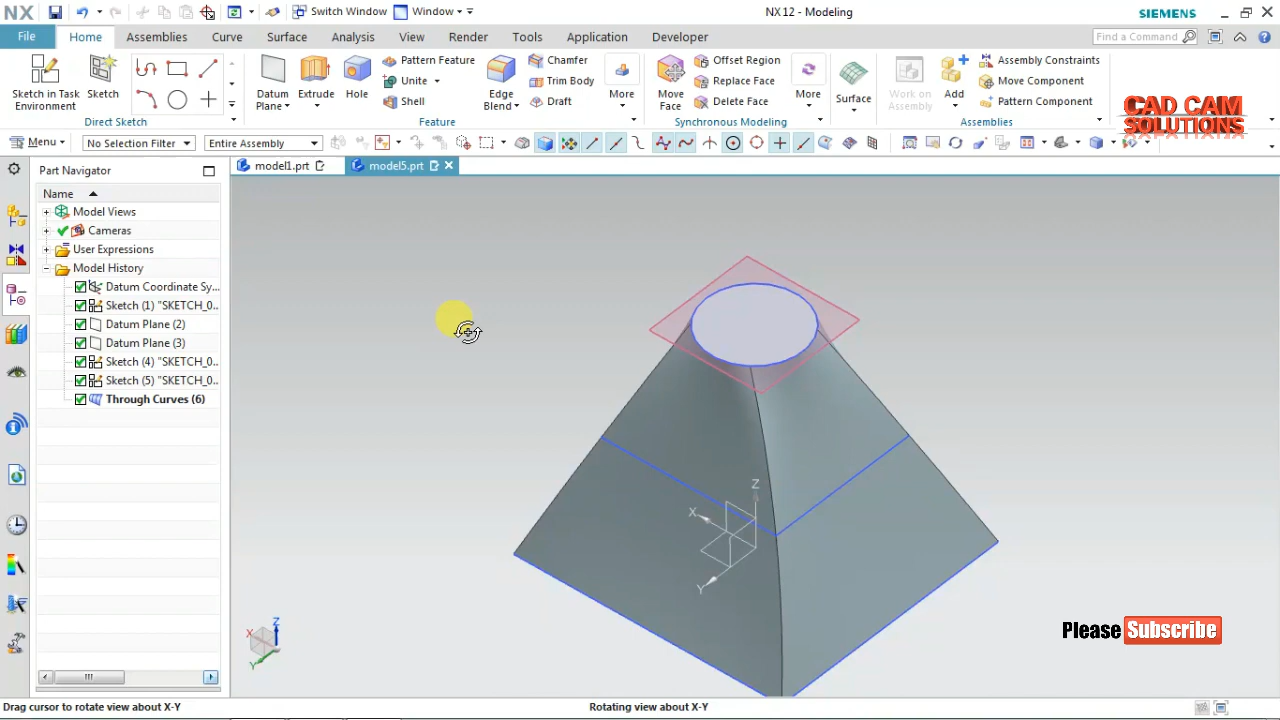 NX
Switch Window
Window
NX 12 - Modeling
SIEMENS
File
Home
Assemblies
Curve
Surface
Analysis
View
Render
Tools
Application
Familiar
Developer
Find a Command
Sketch in Task
Environment
Sketch
Direct Sketch
Datum
Plane
Extrude
Hole
Pattern Feature
Unite
Shell
Edge
Blend
Chamfer
Trim Body
Draft
More
Feature
Move
Face
Offset Region
Replace Face
Delete Face
More
Synchronous Modeling
Surface
Work on
Assembly
Add
Assembly Constraints
Move Component
Pattern Component
Assemblies
CAD CAM
SOLUTIONS
Menu
No Selection Filter
Entire Assembly
Part Navigator
model1.prt
model5.prt
Name
Model Views
Cameras
User Expressions
Model History
Datum Coordinate Sy...
Sketch (1) "SKETCH_0..
Datum Plane (2)
Datum Plane (3)
Sketch (4) "SKETCH_0..
Sketch (5) "SKETCH_0..
Through Curves (6)
Z
X
Y
Z
X
Y
Please Subscribe
Drag cursor to rotate view about X-Y
Rotating view about X-Y